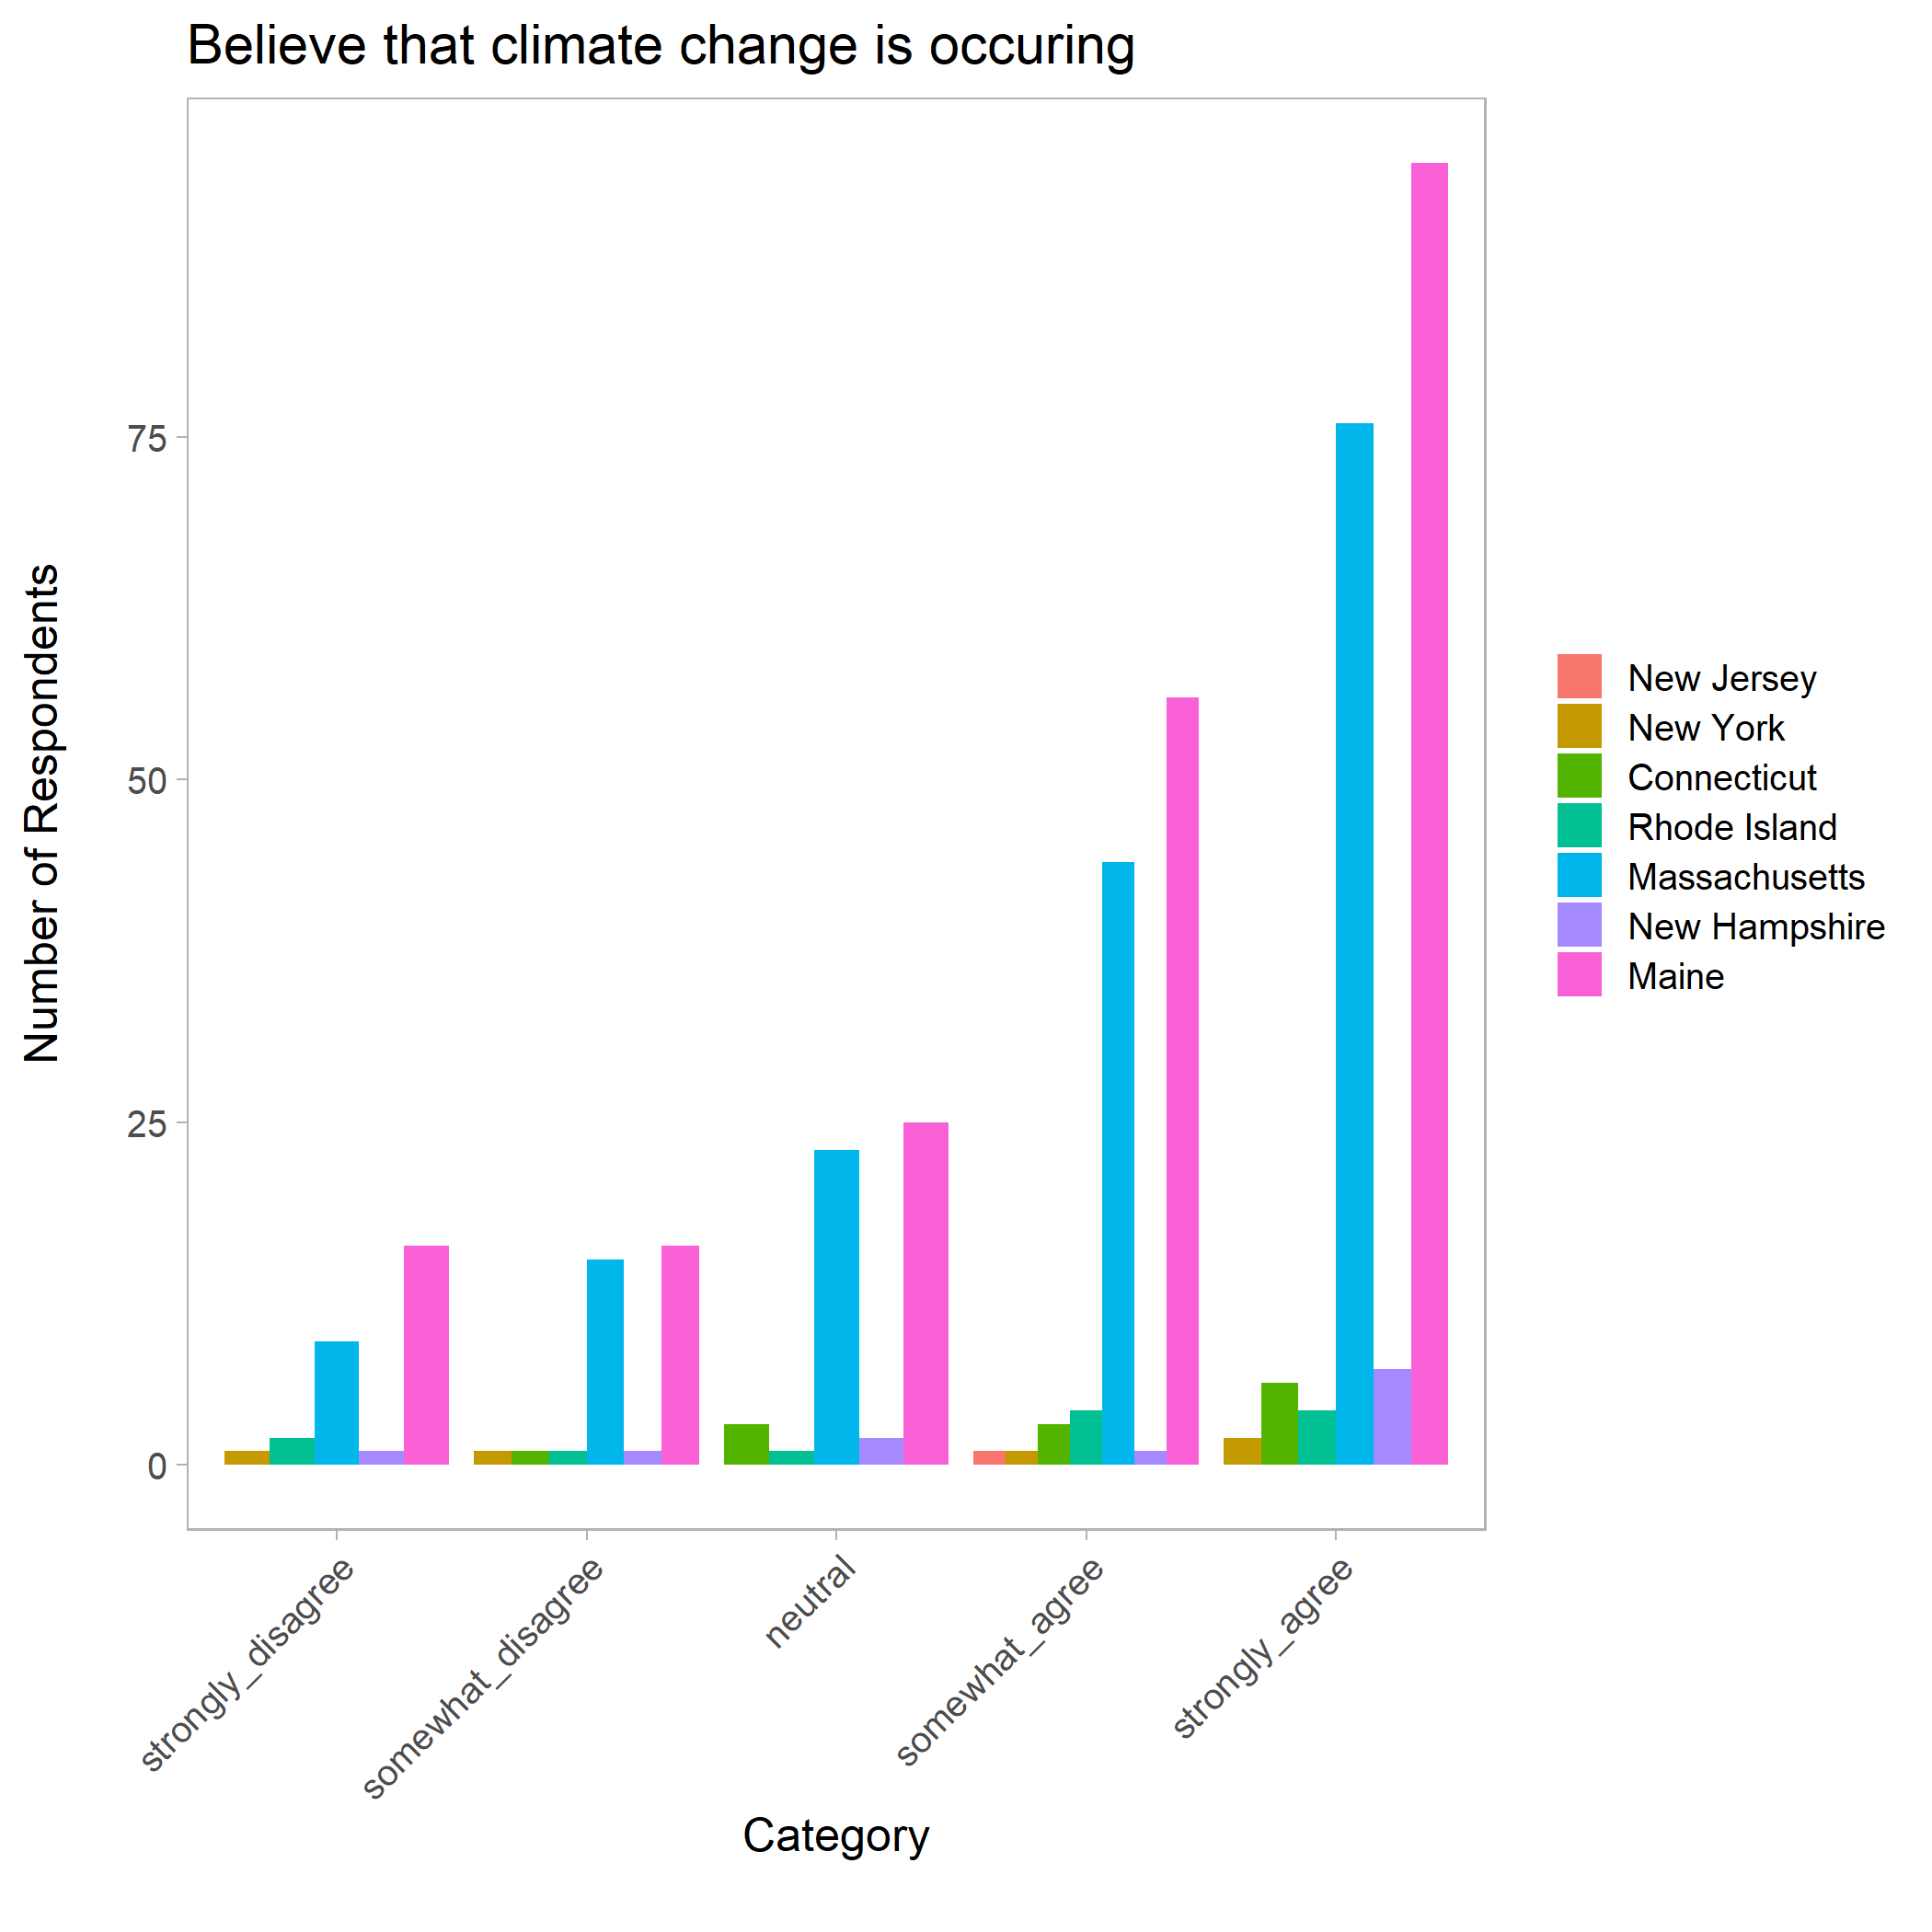 Believe that climate change is occuring
Number of Respondents
75
50
25
0
strongly_disagree
somewhat_disagree
neutral
somewhat_agree
strongly_agree
Category
New Jersey
New York
Connecticut
Rhode Island
Massachusetts
New Hampshire
Maine